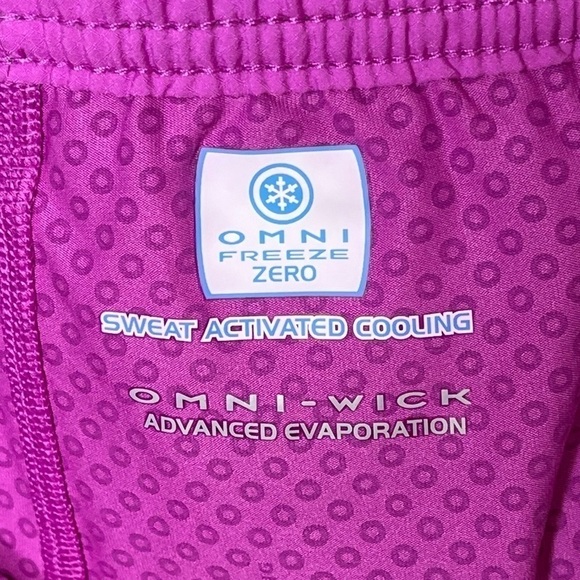 OMNI
FREEZE
ZERO
SWEAT ACTIVATED COOLING
OMNI-WICK
ADVANCED EVAPORATION